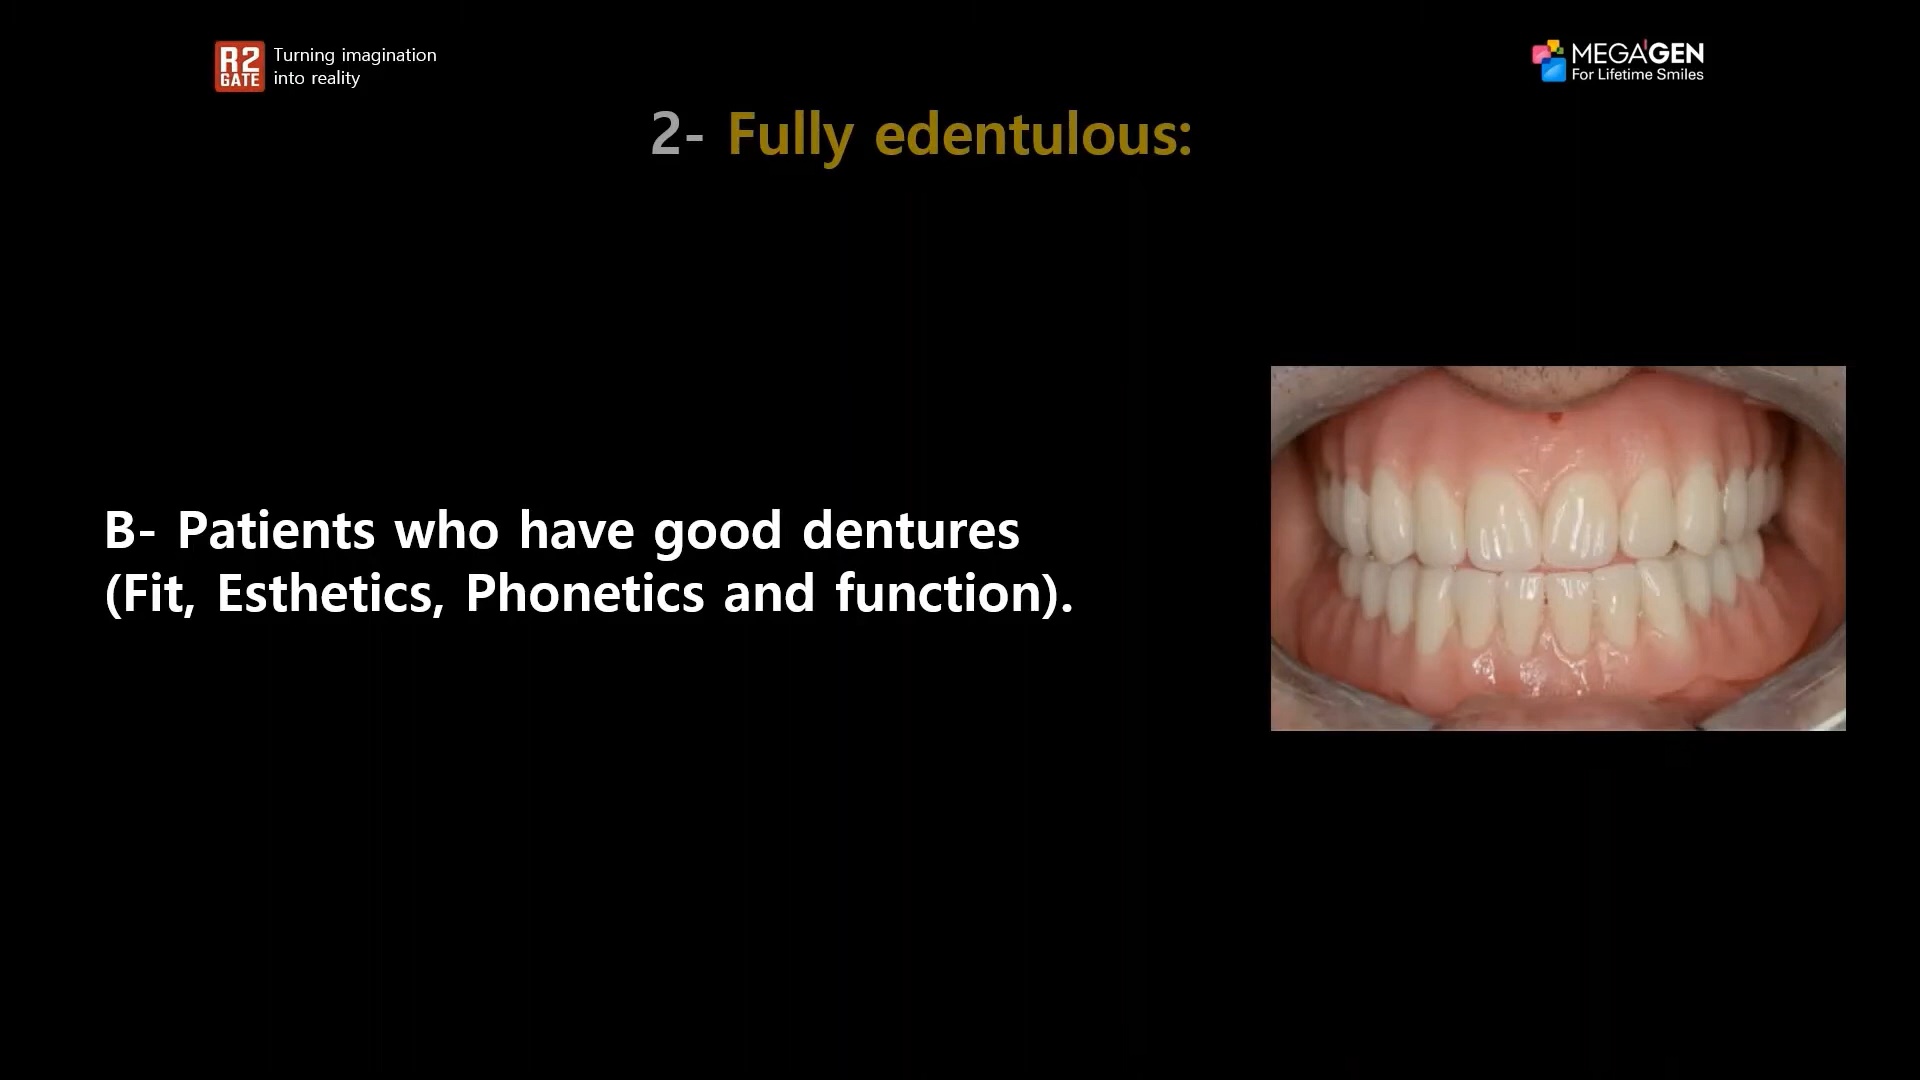 R2
GATE
Turning imagination
into reality
MEGA'GEN
For Lifetime Smiles
2- Fully edentulous:
B- Patients who have good dentures
(Fit, Esthetics, Phonetics and function).